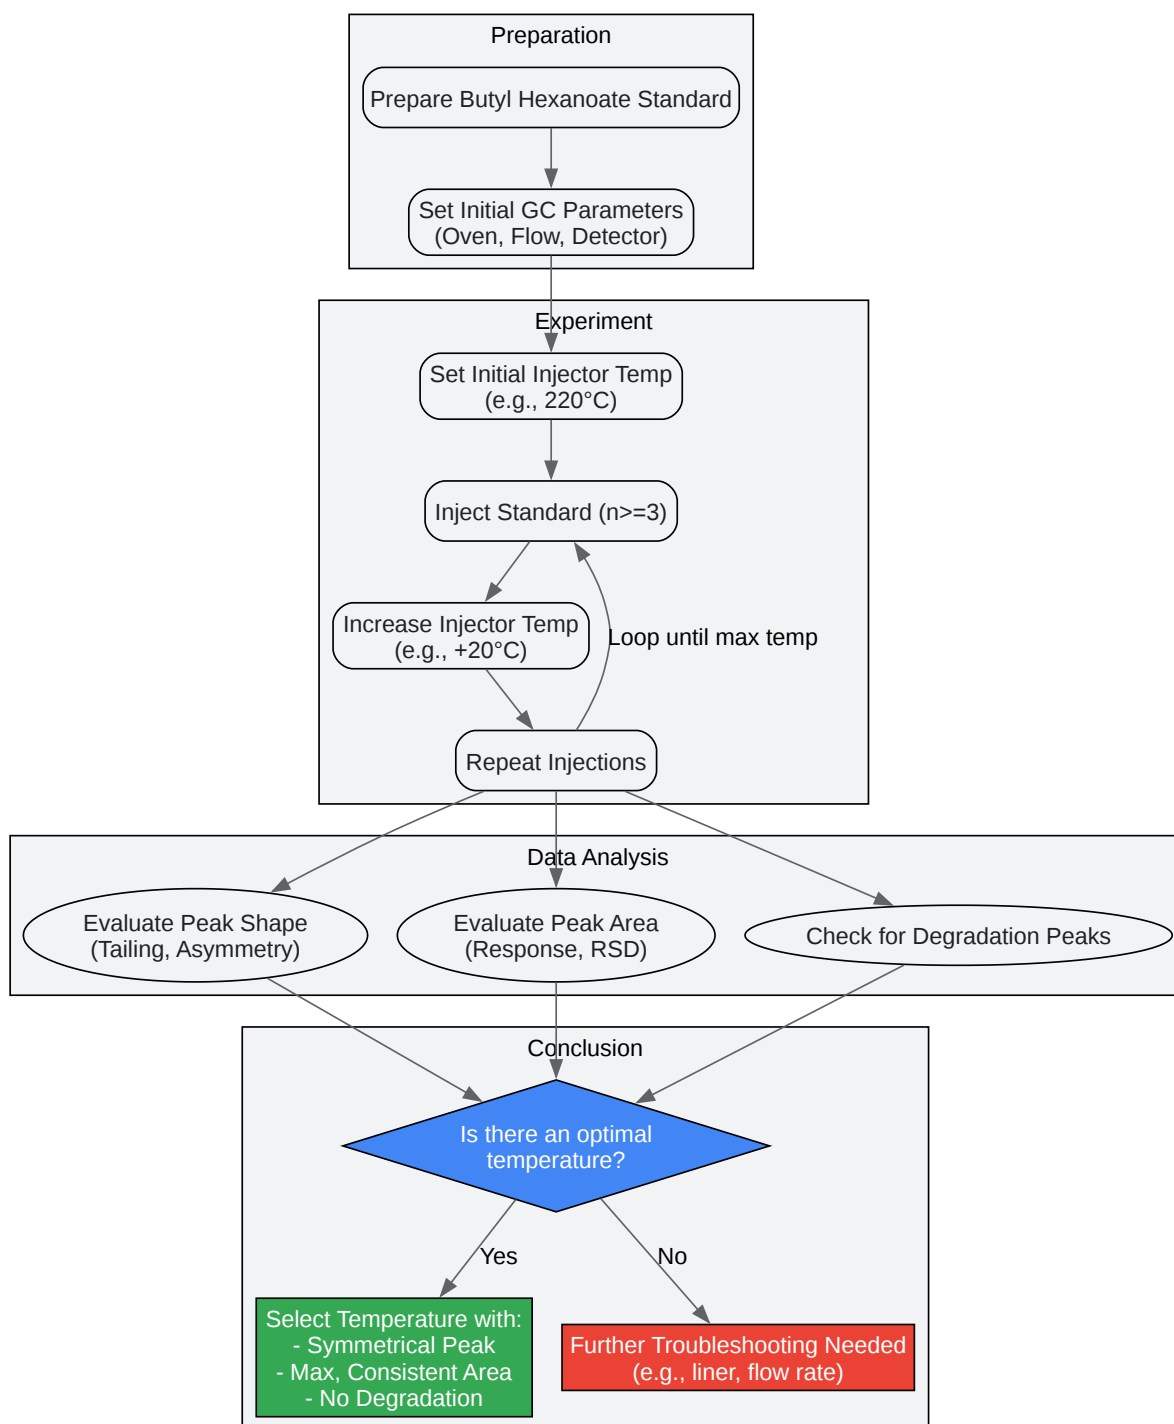 Preparation
Prepare Butyl Hexanoate Standard
Set Initial GC Parameters
(Oven, Flow, Detector)
Experiment
Set Initial Injector Temp
(e.g., 220°C)
Inject Standard (n>=3)
Increase Injector Temp
(e.g., +20°C)
Loop until max temp
Repeat Injections
Data Analysis
Evaluate Peak Shape
(Tailing, Asymmetry)
Evaluate Peak Area
(Response, RSD)
Check for Degradation Peaks
Conclusion
Is there an optimal
temperature?
Yes
No
Select Temperature with:
- Symmetrical Peak
- Max, Consistent Area
- No Degradation
Further Troubleshooting Needed
(e.g., liner, flow rate)